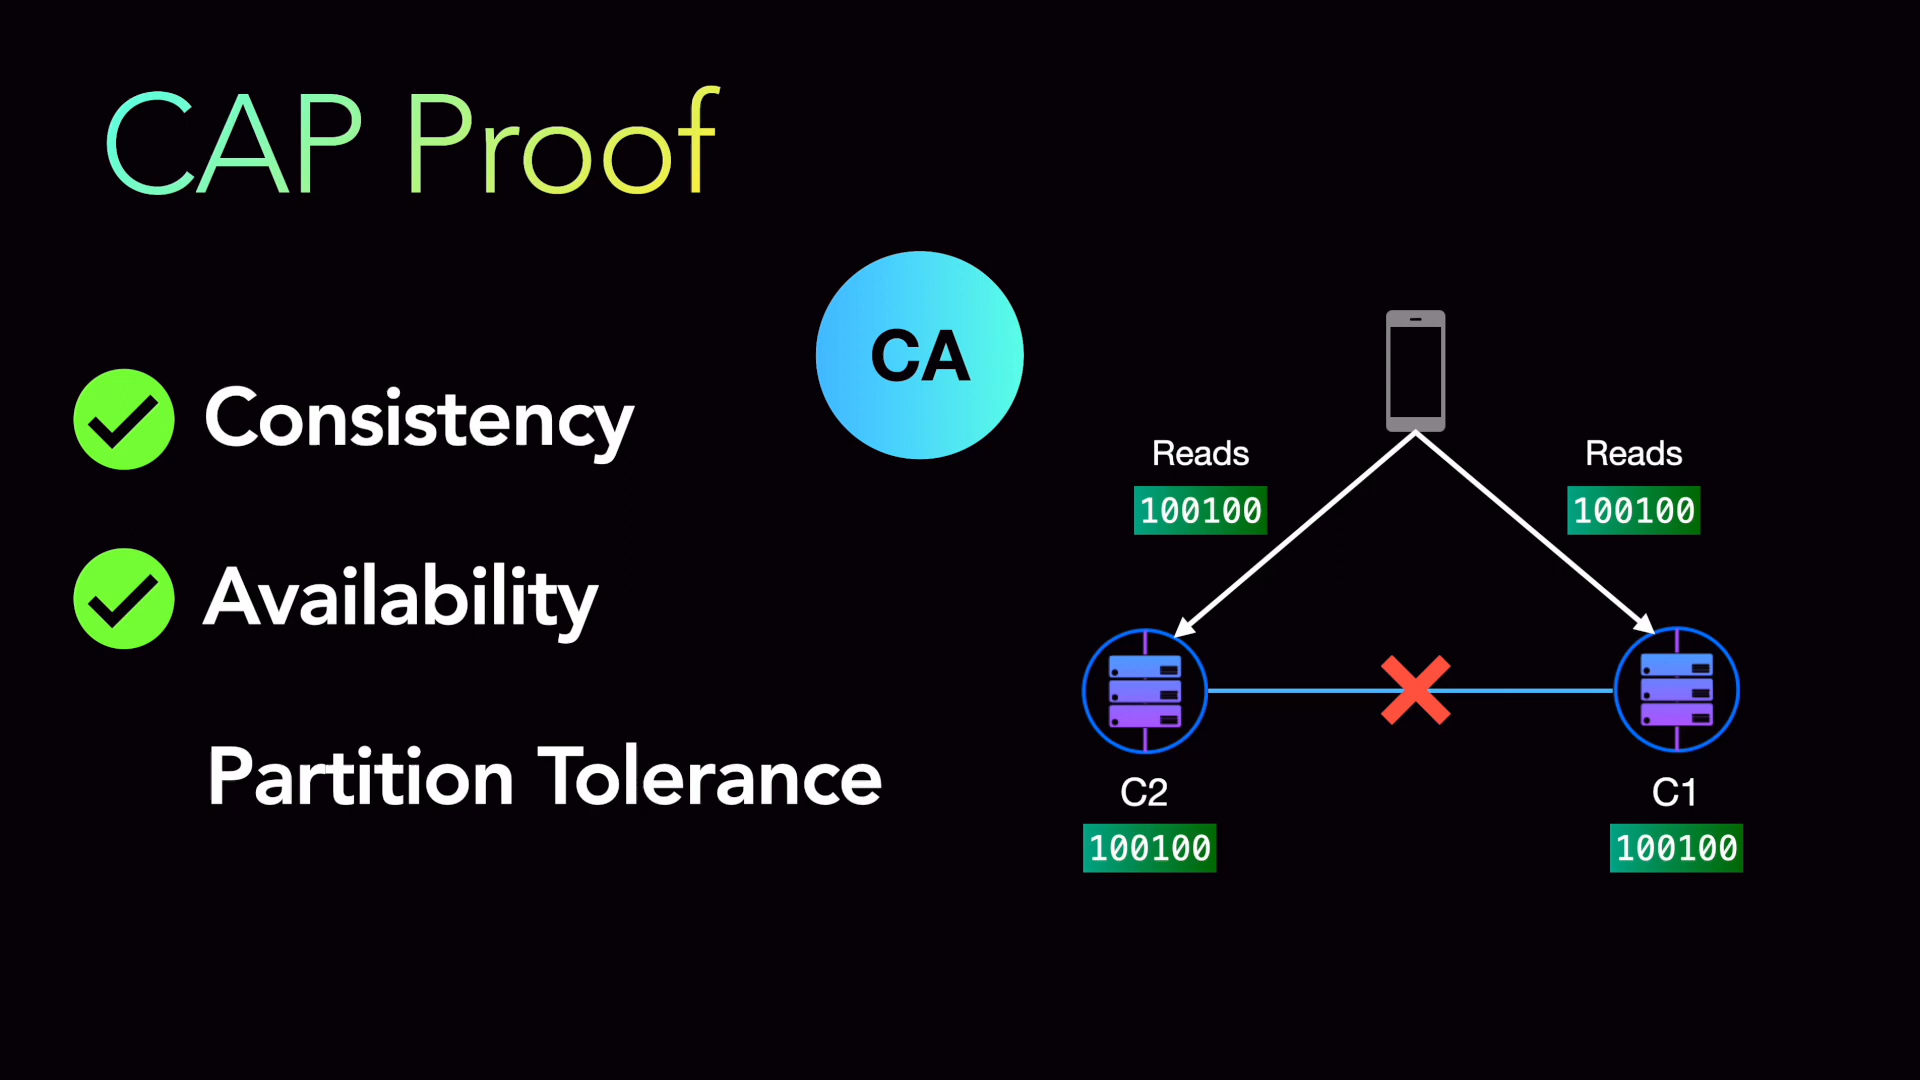 CAP Proof
CA
Consistency
Availability
Partition Tolerance
Reads
100100
Reads
100100
C2
100100
C1
100100